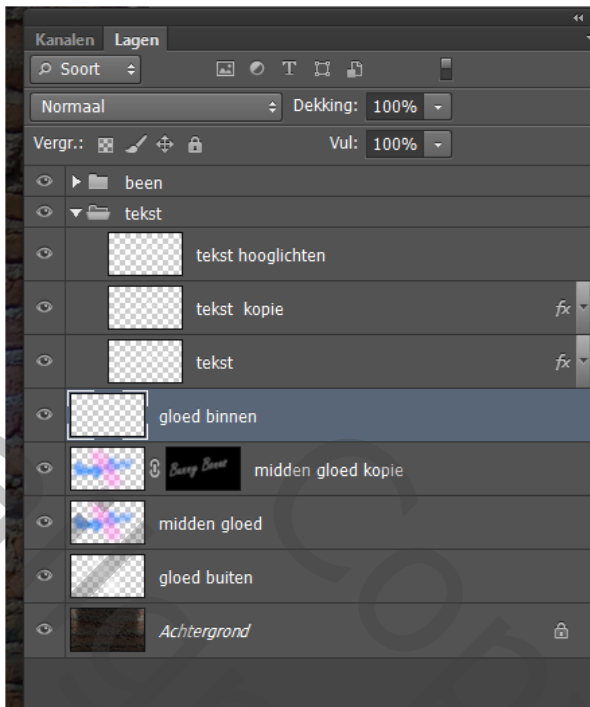 Kanalen Lagen
Soort
Normaal Dekking: 100%
Vergr.: Vul: 100%
been
tekst
tekst hooglichten
tekst kopie fx
tekst fx
gloed binnen
midden gloed kopie
midden gloed
gloed buiten
Achtergrond